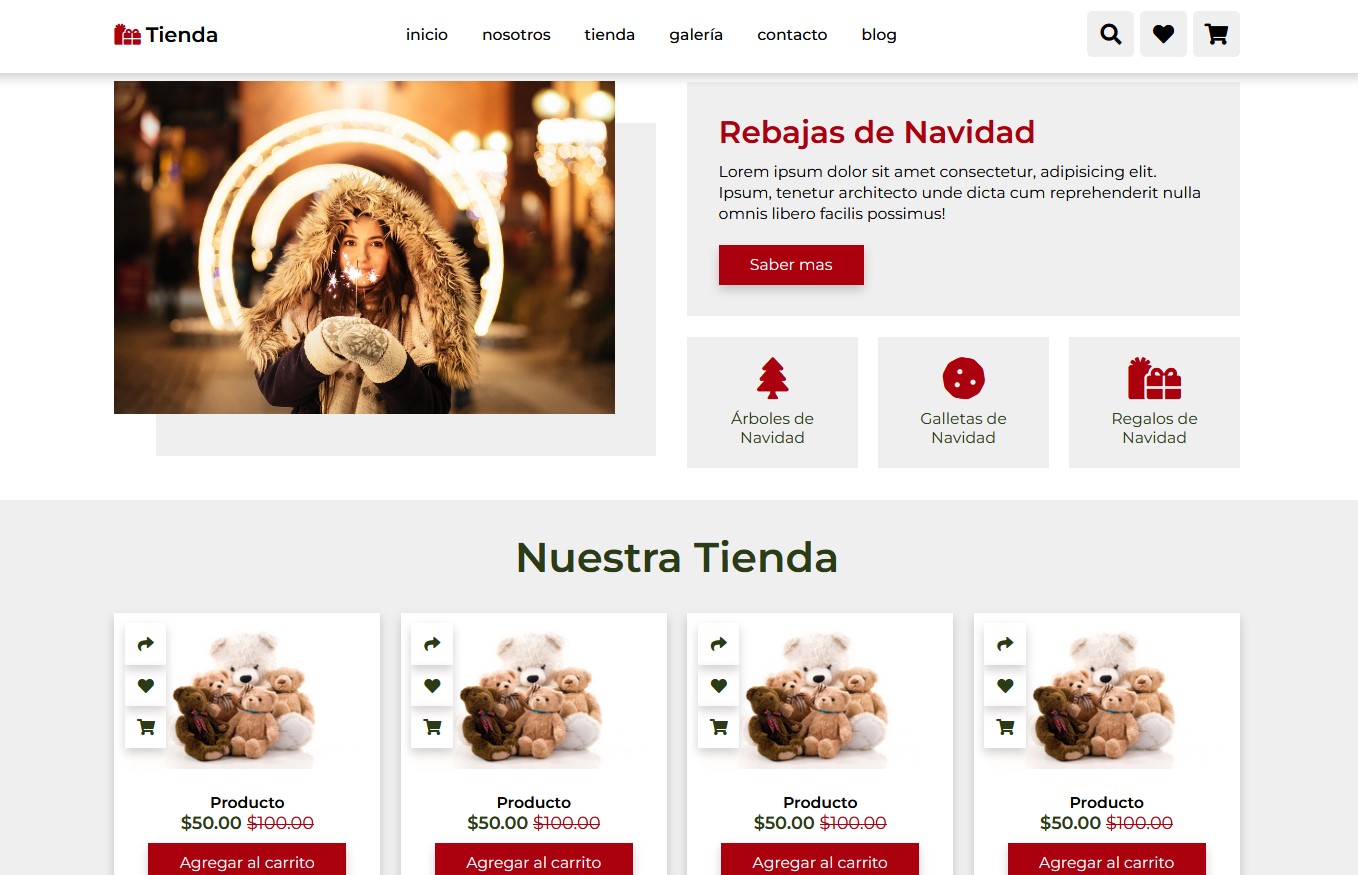 Tienda
inicio nosotros tienda galería contacto blog
Rebajas de Navidad
Lorem ipsum dolor sit amet consectetur, adipisicing elit.
Ipsum, tenetur architecto unde dicta cum reprehenderit nulla
omnis libero facilis possimus!
Saber mas
Árboles de
Navidad
Galletas de
Navidad
Regalos de
Navidad
Nuestra Tienda
Producto
$50.00 $100.00
Agregar al carrito
Producto
$50.00 $100.00
Agregar al carrito
Producto
$50.00 $100.00
Agregar al carrito
Producto
$50.00 $100.00
Agregar al carrito